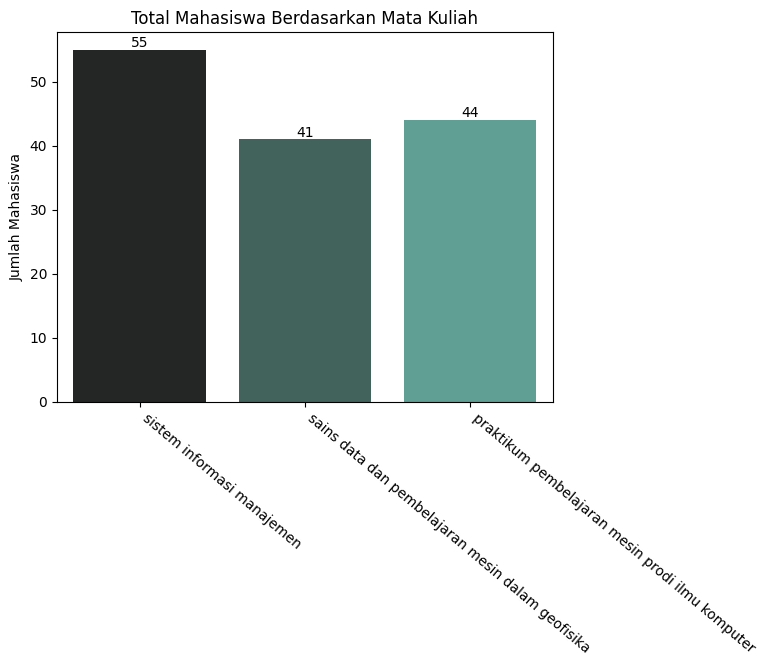 Total Mahasiswa Berdasarkan Mata Kuliah
Jumlah Mahasiswa
50
40
30
20
10
0
55
41
44
sistem informasi manajemen
sains data dan pembelajaran mesin dalam geofisika
praktikum pembelajaran mesin prodi ilmu komputer